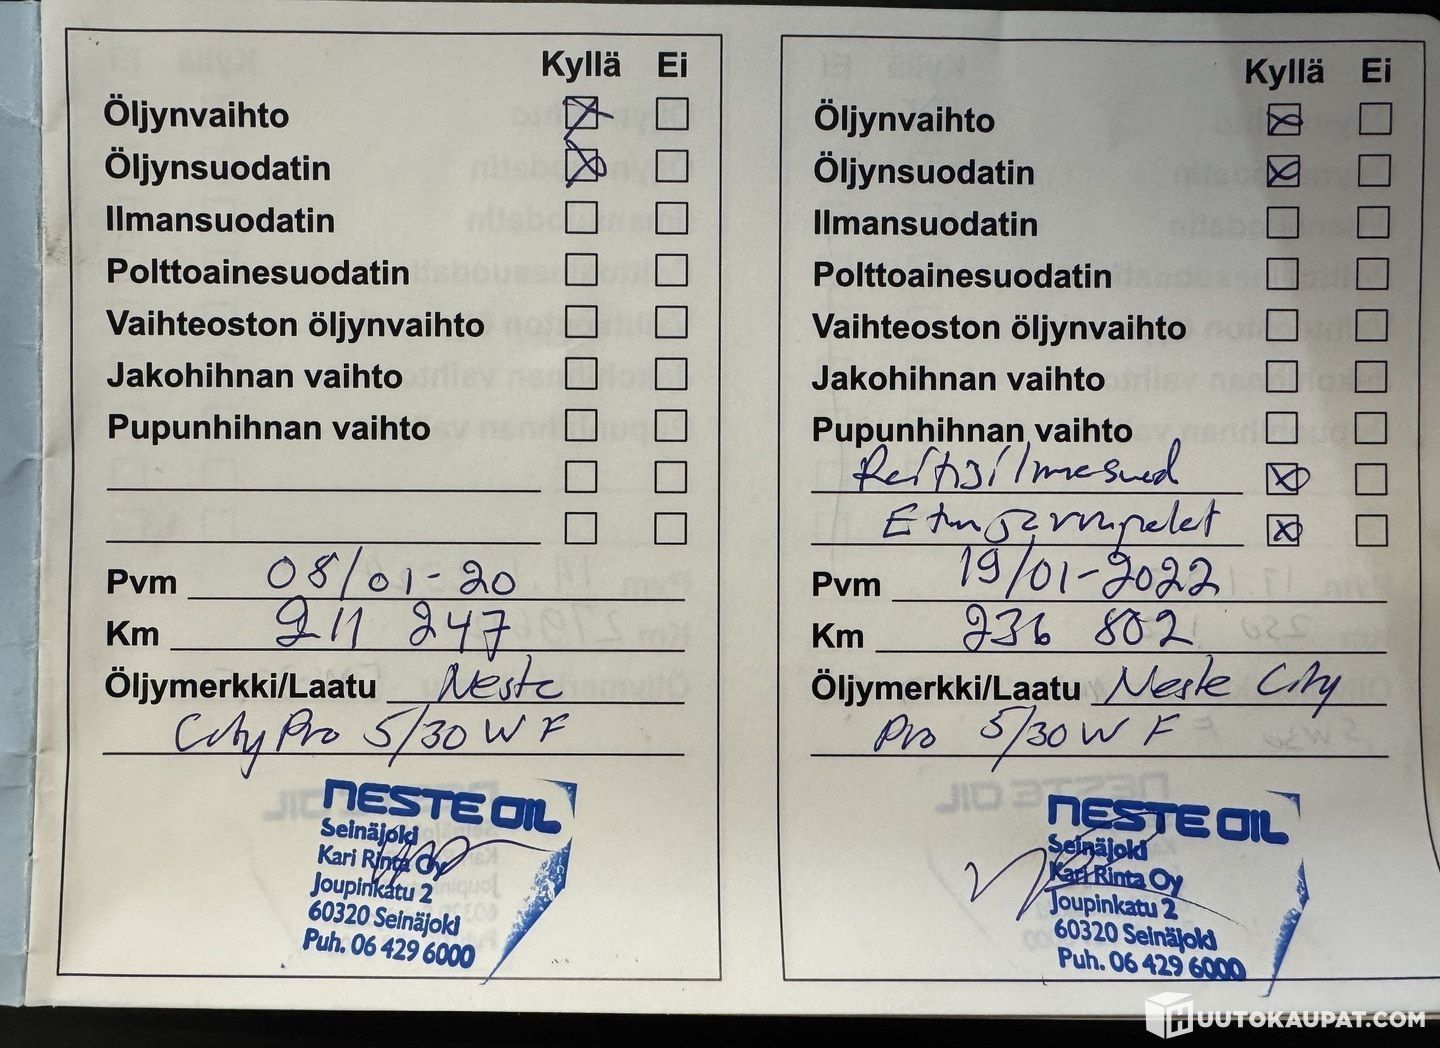 Kyllä Ei
Öljynvaihto
Öljynsuodatin
Ilmansuodatin
Polttoainesuodatin
Vaihteoston öljynvaihto
Jakohihnan vaihto
Pupunhihnan vaihto
Pvm 08/01-20
Km 211 247
Öljymerkki/Laatu Neste
City Pro 5/30 W F
NESTE OIL
Seinäjoki
Kari Rinta Oy
Joupinkatu 2
60320 Seinäjoki
Puh. 06 429 6000
Kyllä Ei
Öljynvaihto
Öljynsuodatin
Ilmansuodatin
Polttoainesuodatin
Vaihteoston öljynvaihto
Jakohihnan vaihto
Pupunhihnan vaihto
Etujarrupalat
Pvm 19/01-2022
Km 236 802
Öljymerkki/Laatu Neste City
Pro 5/30 W F
NESTE OIL
Seinäjoki
Kari Rinta Oy
Joupinkatu 2
60320 Seinäjoki
Puh. 06 429 6000
HUUTOKAUPAT.COM